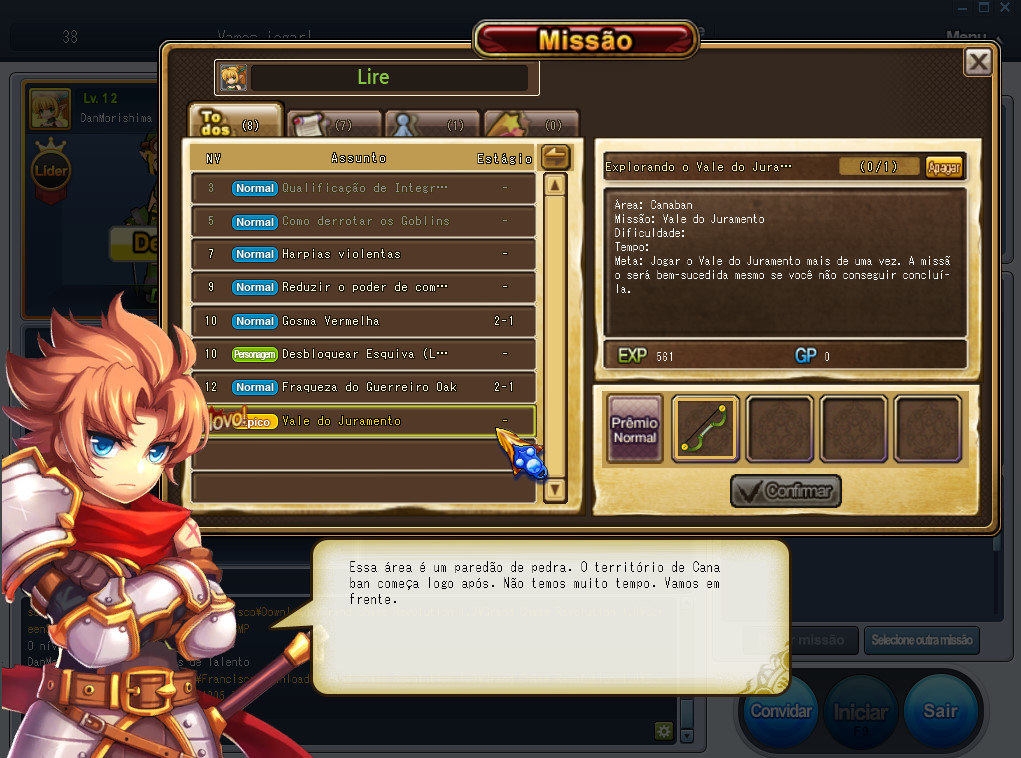 38
Vamos jogar!
Menu
Missão
Lire
Lv.12
DanMorishima
Líder
To
dos (8)
(7)
(1)
(0)
NV Assunto Estágio
3 Normal Qualificação de Integr… -
5 Normal Como derrotar os Goblins -
7 Normal Harpias violentas -
9 Normal Reduzir o poder de com… -
10 Normal Gosma Vermelha 2-1
10 Personagem Desbloquear Esquiva (L… -
12 Normal Fraqueza do Guerreiro Oak 2-1
Novo! Vale do Juramento -
Explorando o Vale do Jura… (0/1) Apagar
Area: Canaban
Missão: Vale do Juramento
Dificuldade:
Tempo:
Meta: Jogar o Vale do Juramento mais de uma vez. A missã
o será bem-sucedida mesmo se você não conseguir concluí-
la.
EXP 561 GP 0
Prêmio
Normal
Confirmar
Essa área é um paredão de pedra. O território de Cana
ban começa logo após. Não temos muito tempo. Vamos em
frente.
missão
Selecione outra missão
de Talento
Convidar
Iniciar
Sair